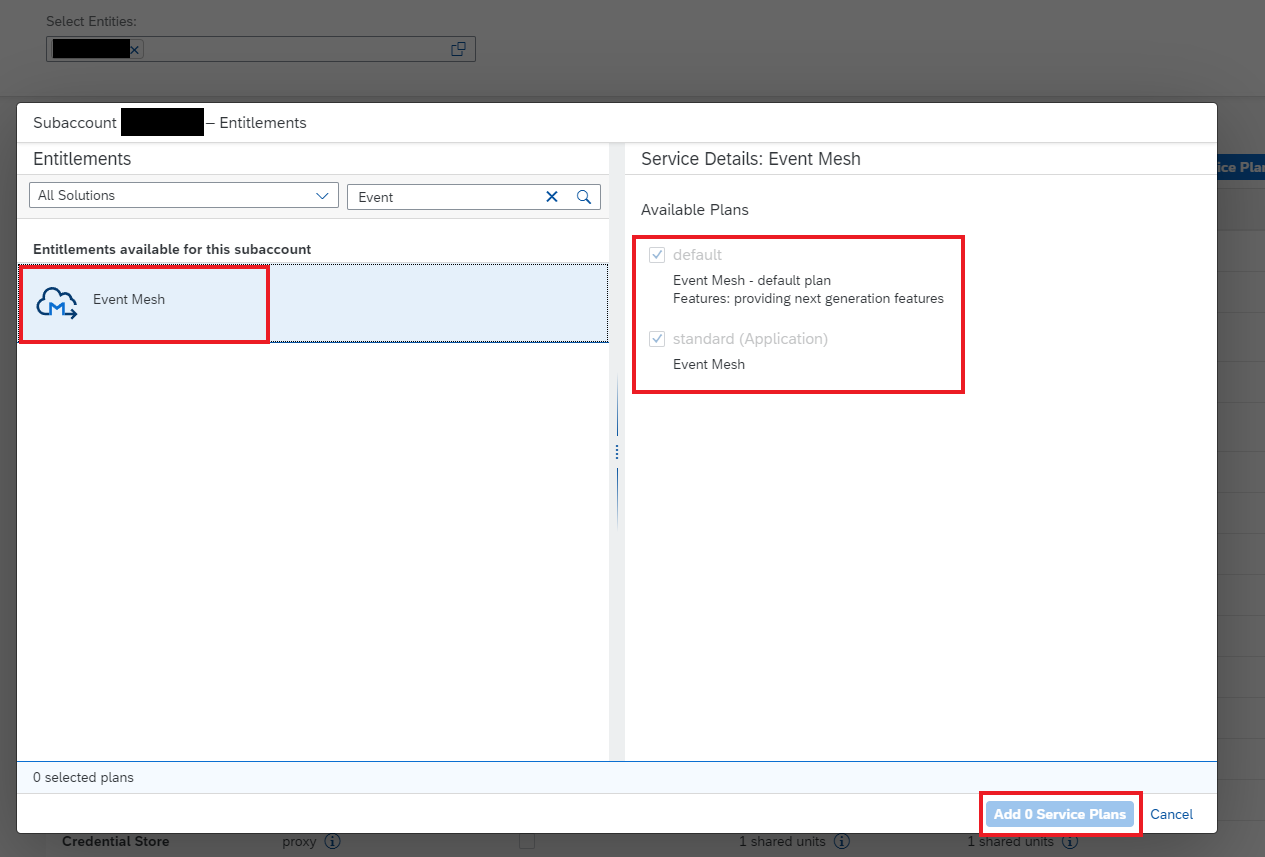 Select Entities:
Subaccount – Entitlements
Entitlements
Service Details: Event Mesh
ice Plan
All Solutions
Event
Available Plans
Entitlements available for this subaccount
default
Event Mesh - default plan
Features: providing next generation features
Event Mesh
standard (Application)
Event Mesh
0 selected plans
Add 0 Service Plans
Cancel
Credential Store
proxy
1 shared units
1 shared units